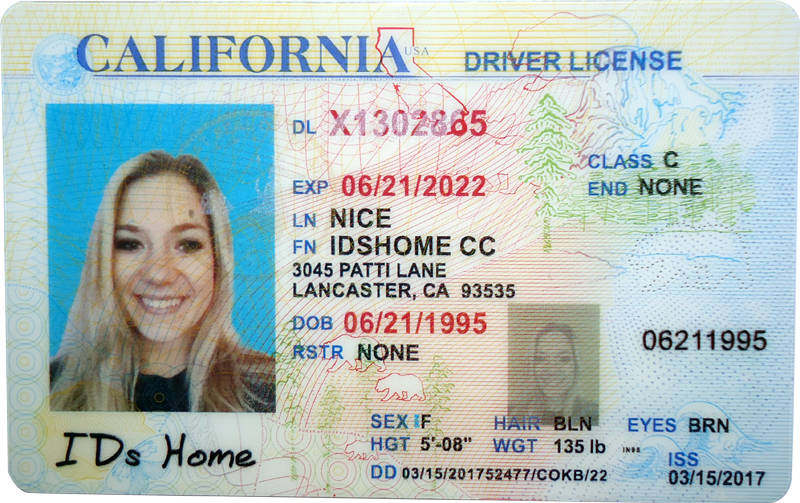 CALIFORNIA USA DRIVER LICENSE
DL X1302865
CLASS C
EXP 06/21/2022
END NONE
LN NICE
FN IDSHOME CC
3045 PATTI LANE
LANCASTER, CA 93535
DOB 06/21/1995
06211995
RSTR NONE
SEX F HAIR BLN EYES BRN
HGT 5'-08" WGT 135 lb
ISS
DD 03/15/201752477/COKB/22 03/15/2017
IDs Home